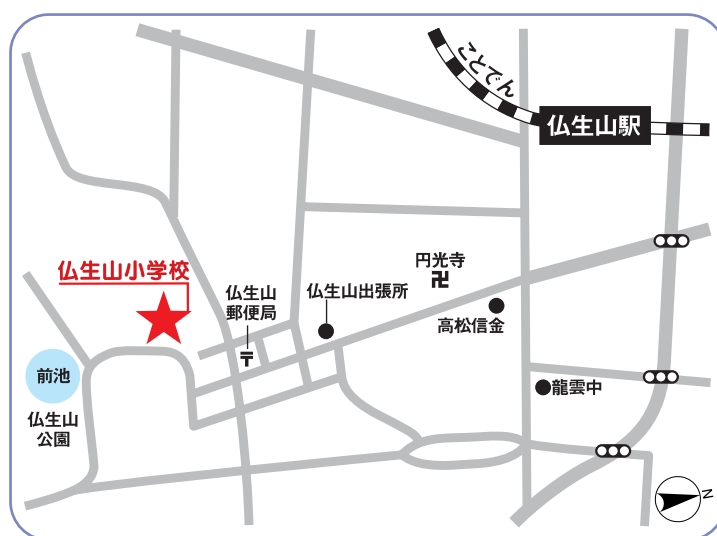 ことでん
仏生山駅
円光寺
仏生山小学校
仏生山
郵便局
仏生山出張所
高松信金
前池
龍雲中
仏生山
公園
N